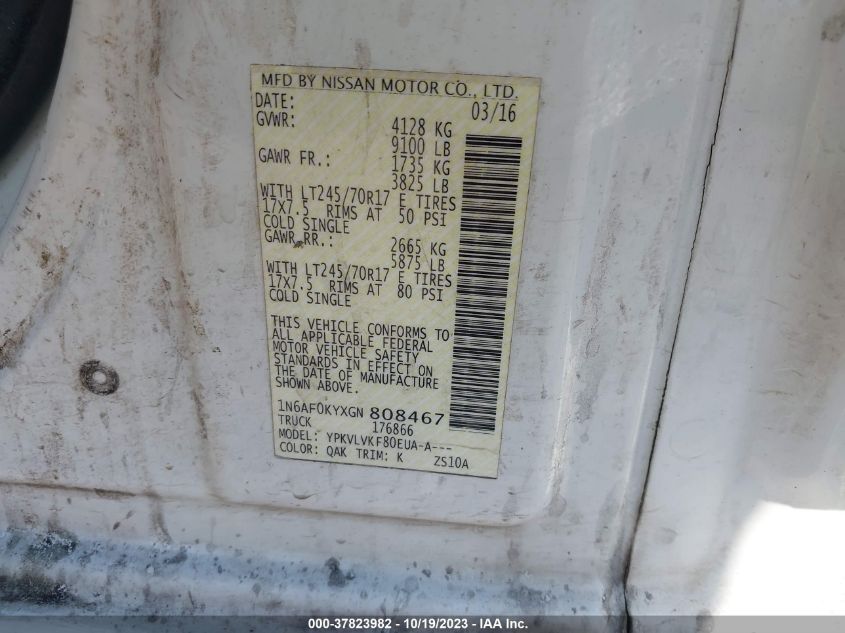 MFD BY NISSAN MOTOR CO., LTD.
DATE: 03/16
GVWR: 4128 KG
9100 LB
GAWR FR.: 1735 KG
3825 LB
WITH LT245/70R17 E TIRES
17X7.5 RIMS AT 50 PSI
COLD SINGLE
GAWR RR.: 2665 KG
5875 LB
WITH LT245/70R17 E TIRES
17X7.5 RIMS AT 80 PSI
COLD SINGLE
THIS VEHICLE CONFORMS TO
ALL APPLICABLE FEDERAL
MOTOR VEHICLE SAFETY
STANDARDS IN EFFECT ON
THE DATE OF MANUFACTURE
SHOWN ABOVE.
1N6AF0KYXGN 808467
TRUCK 176866
MODEL: YPKVLVKF80EUA-A---
COLOR: QAK TRIM: K ZS10A
000-37823982 - 10/19/2023 - IAA Inc.